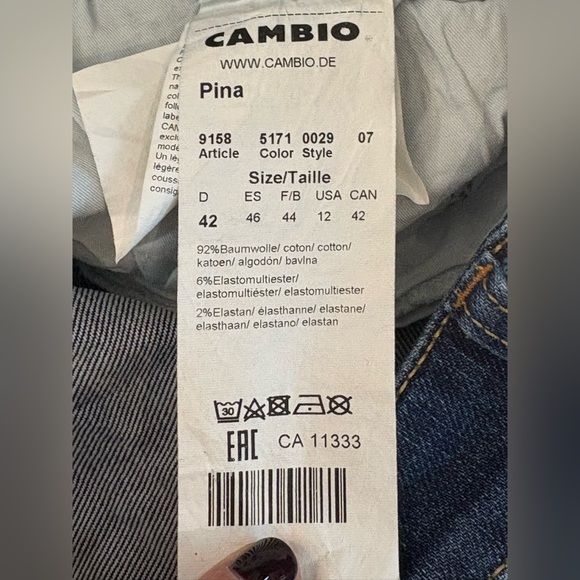 CAMBIO
WWW.CAMBIO.DE
Pina
9158 5171 0029 07
Article Color Style
Size/Taille
D ES F/B USA CAN
42 46 44 12 42
92%Baumwolle/ coton/ cotton/
katoen/ algodón/ bavlna
6%Elastomultiester/
elastomultiéster/ elastomultiester
2%Elastan/ élasthanne/ elastane/
elasthaan/ elastano/ elastan
30
EAC CA 11333